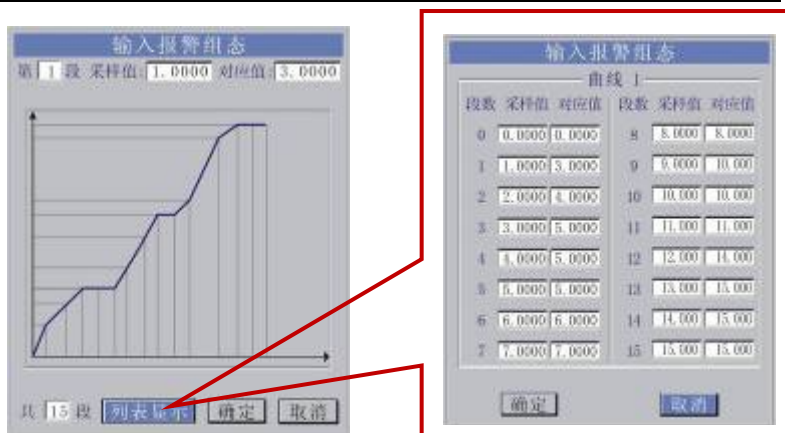 输入报警组态
第 1 段 采样值: 1.0000 对应值: 3.0000
共 15 段 列表显示 确定 取消
输入报警组态
曲线 1
段数 采样值 对应值 段数 采样值 对应值
0 0.0000 0.0000 8 8.0000 8.0000
1 1.0000 3.0000 9 9.0000 10.000
2 2.0000 4.0000 10 10.000 10.000
3 3.0000 5.0000 11 11.000 11.000
4 4.0000 5.0000 12 12.000 14.000
5 5.0000 5.0000 13 13.000 15.000
6 6.0000 6.0000 14 14.000 15.000
7 7.0000 7.0000 15 15.000 15.000
确定 取消